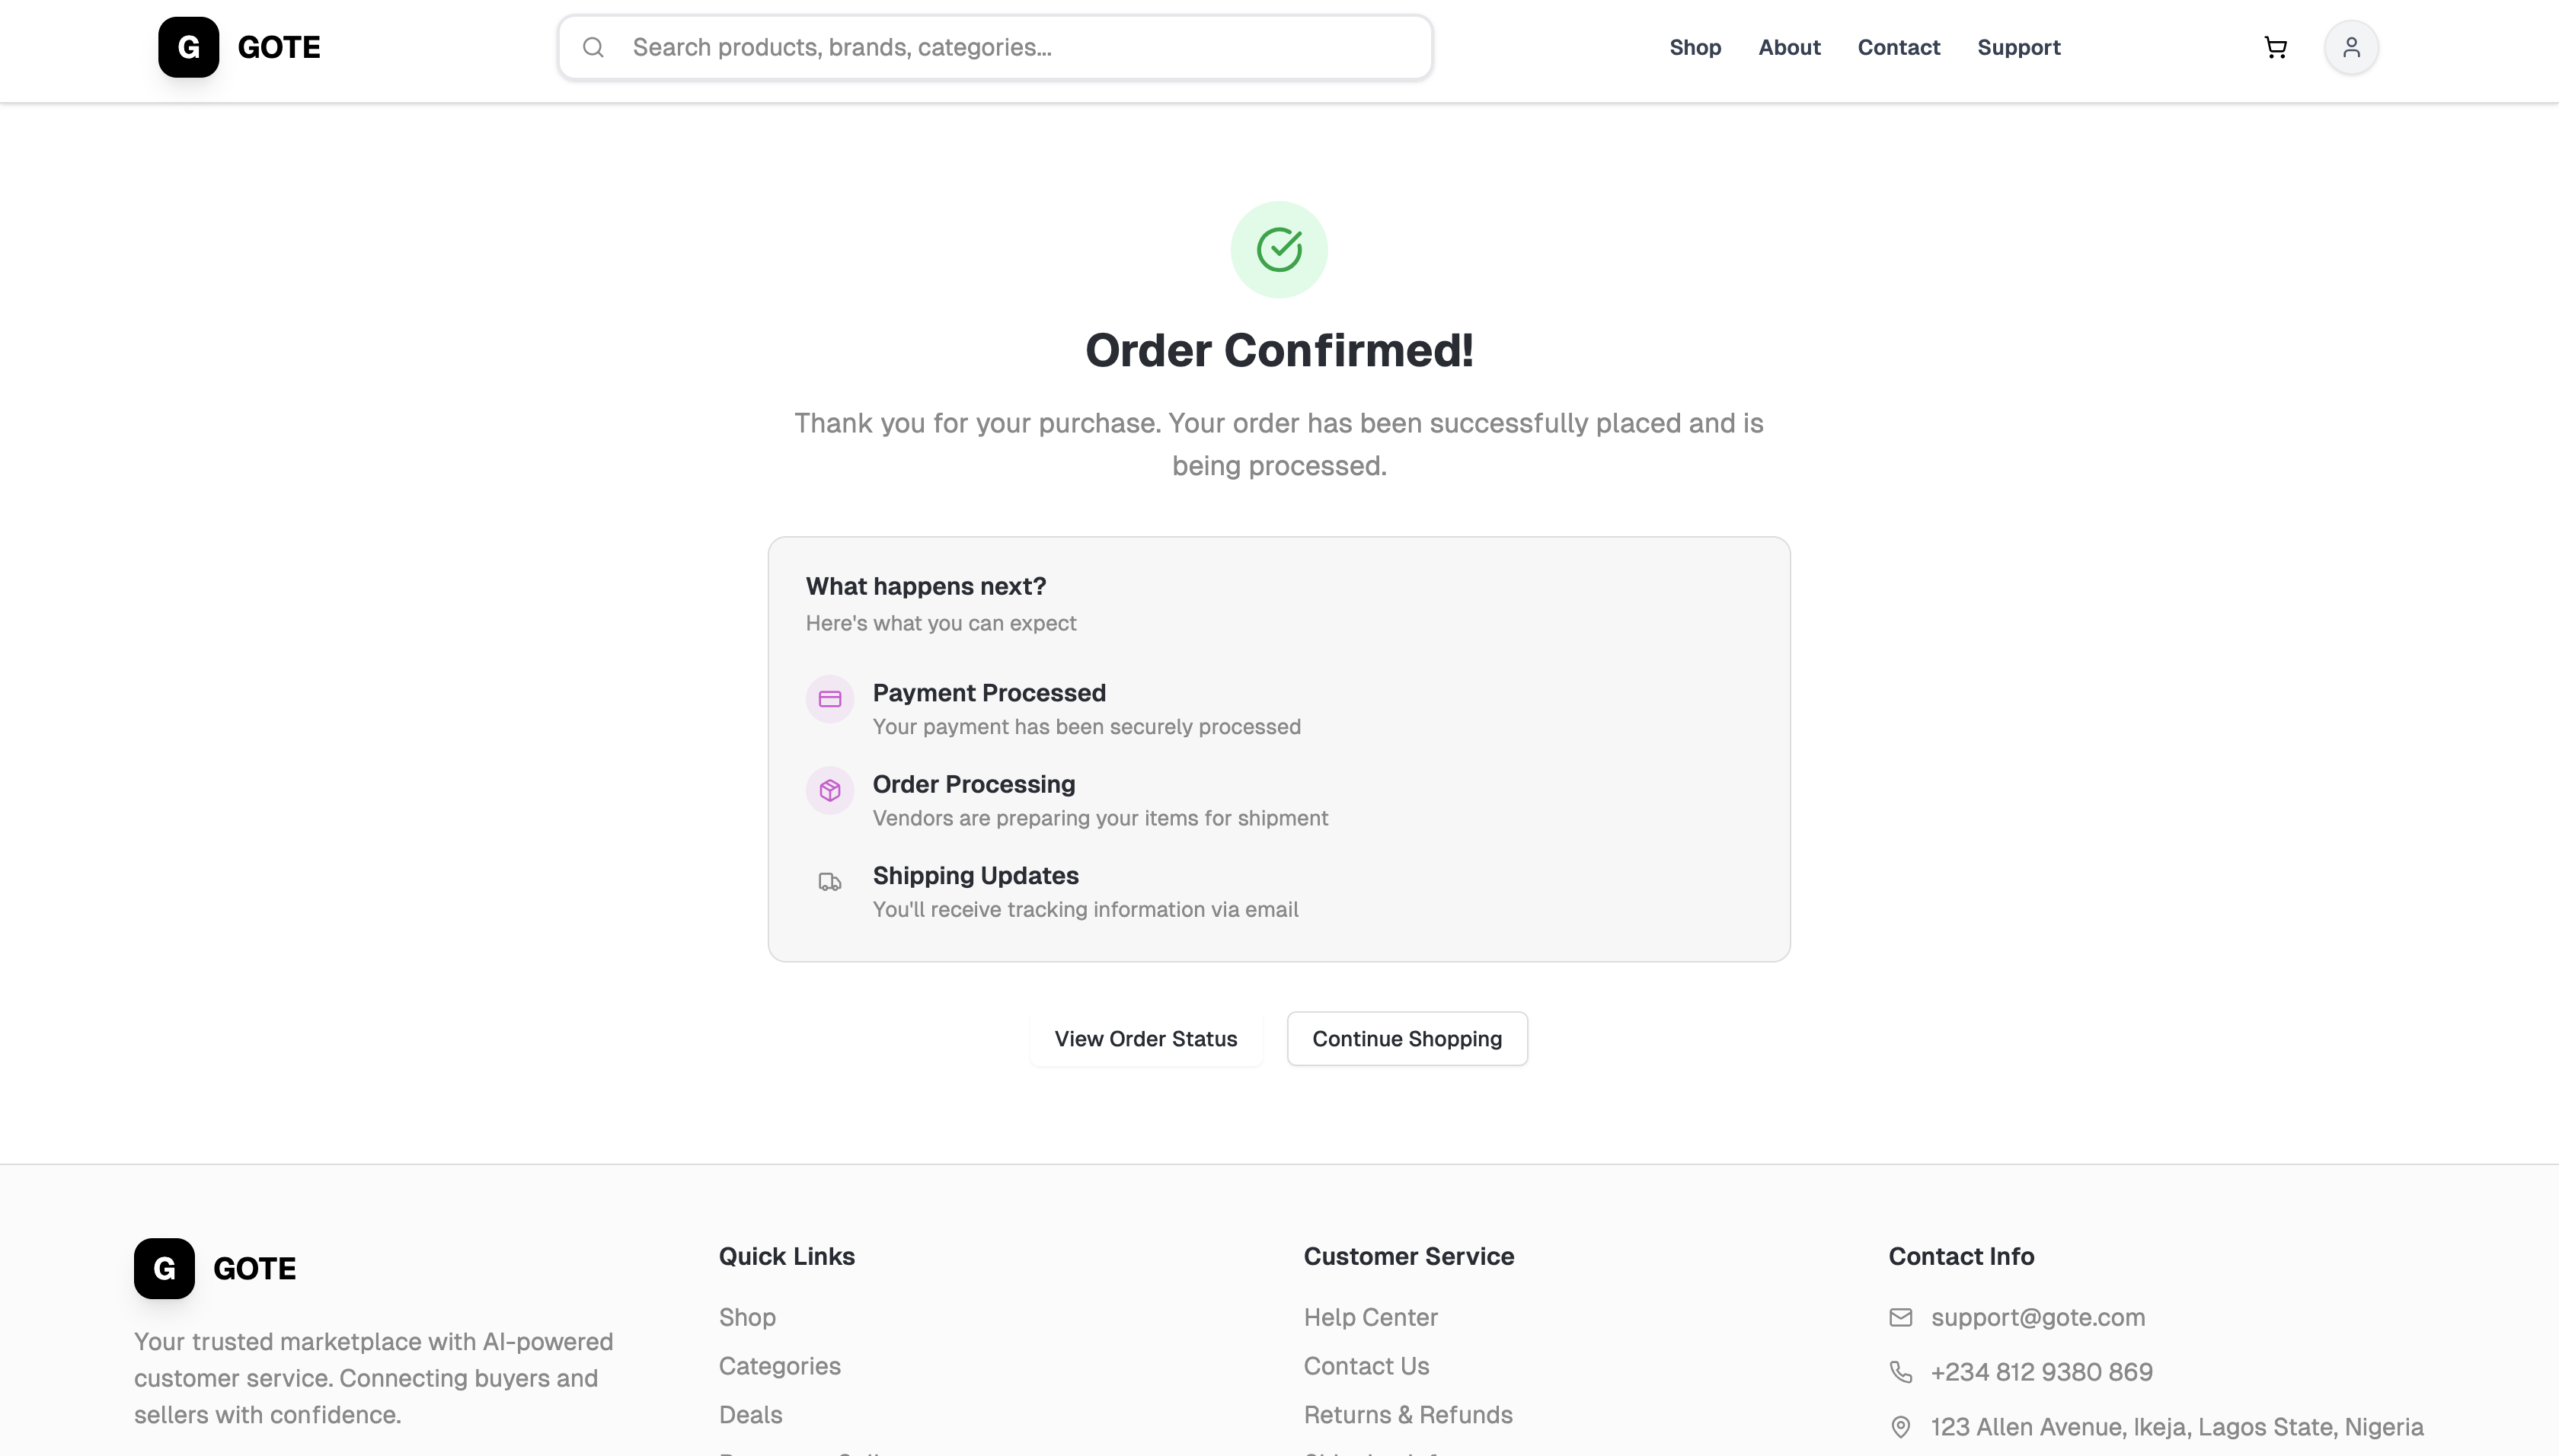 G GOTE
Search products, brands, categories...
Shop About Contact Support
Order Confirmed!
Thank you for your purchase. Your order has been successfully placed and is
being processed.
What happens next?
Here's what you can expect
Payment Processed
Your payment has been securely processed
Order Processing
Vendors are preparing your items for shipment
Shipping Updates
You'll receive tracking information via email
View Order Status
Continue Shopping
G GOTE
Your trusted marketplace with AI-powered
customer service. Connecting buyers and
sellers with confidence.
Quick Links
Shop
Categories
Deals
Customer Service
Help Center
Contact Us
Returns & Refunds
Contact Info
support@gote.com
+234 812 9380 869
123 Allen Avenue, Ikeja, Lagos State, Nigeria